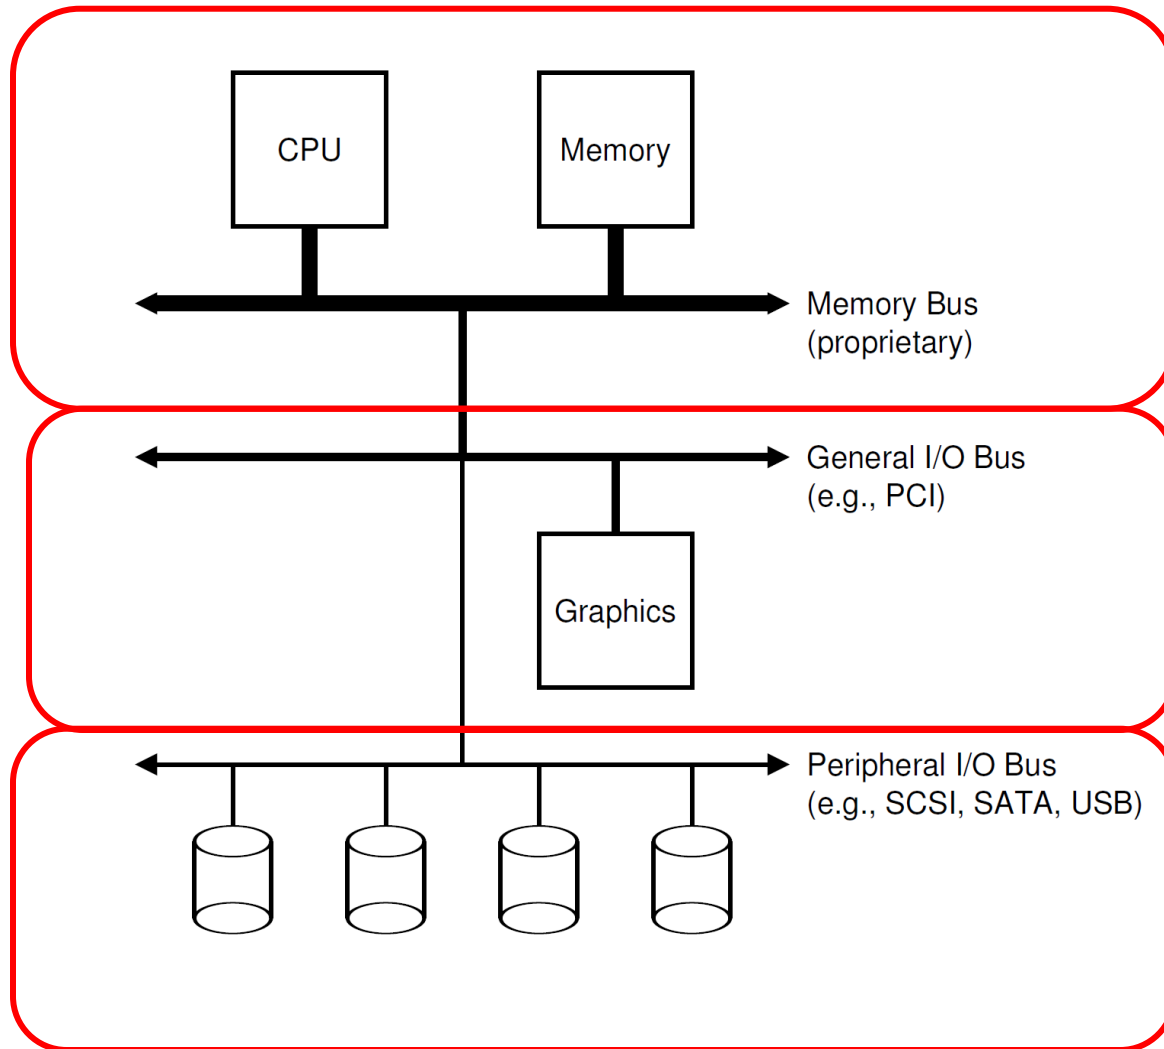 CPU
Memory
Memory Bus
(proprietary)
General I/O Bus
(e.g., PCI)
Graphics
Peripheral I/O Bus
(e.g., SCSI, SATA, USB)